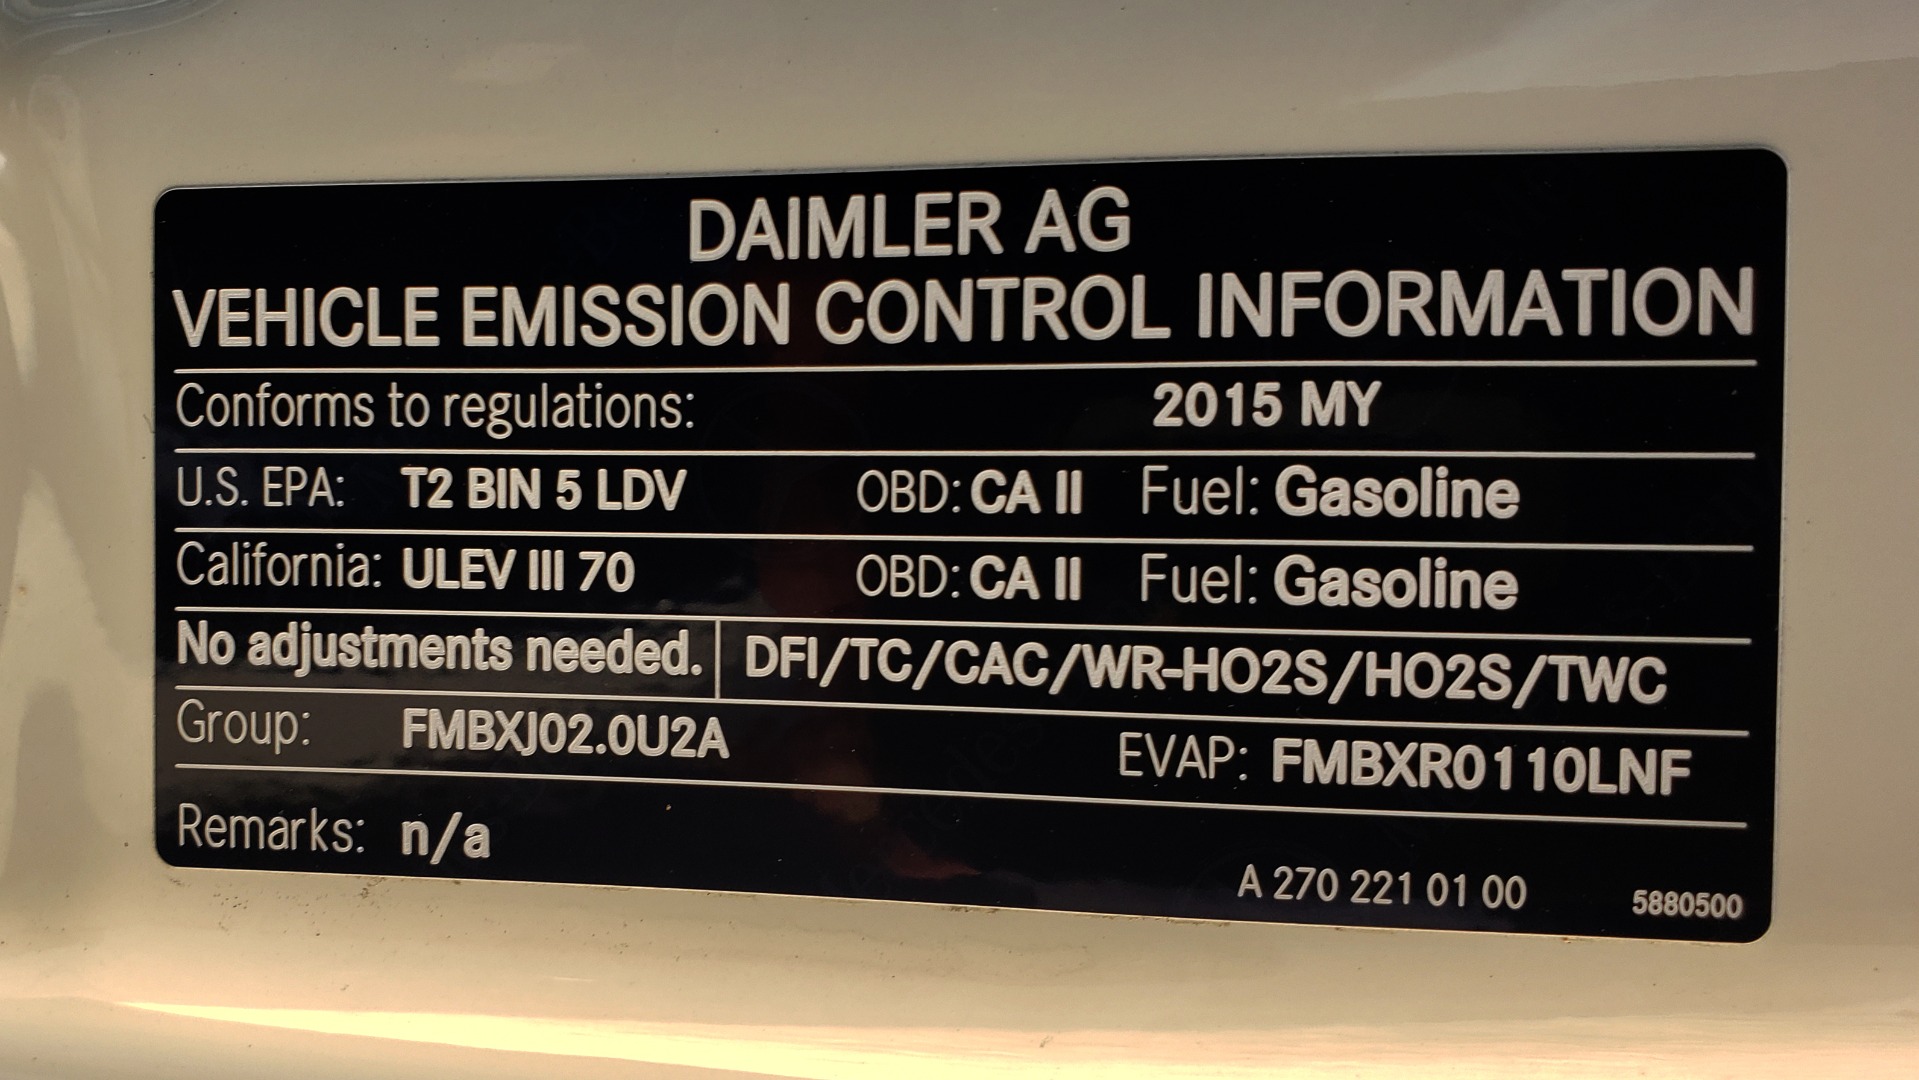 DAIMLER AG
VEHICLE EMISSION CONTROL INFORMATION
Conforms to regulations: 2015 MY
U.S. EPA: T2 BIN 5 LDV OBD: CA II Fuel: Gasoline
California: ULEV III 70 OBD: CA II Fuel: Gasoline
No adjustments needed. DFI/TC/CAC/WR-HO2S/HO2S/TWC
Group: FMBXJ02.0U2A EVAP: FMBXR0110LNF
Remarks: n/a
A 270 221 01 00 5880500